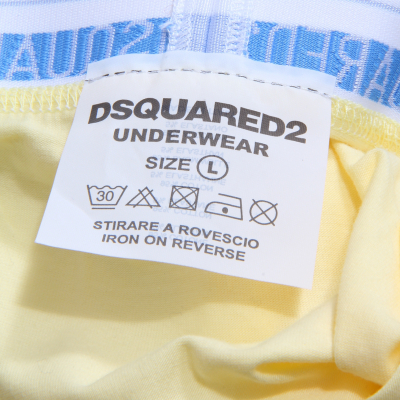 DSQUARED2
UNDERWEAR
SIZE L
30
STIRARE A ROVESCIO
IRON ON REVERSE